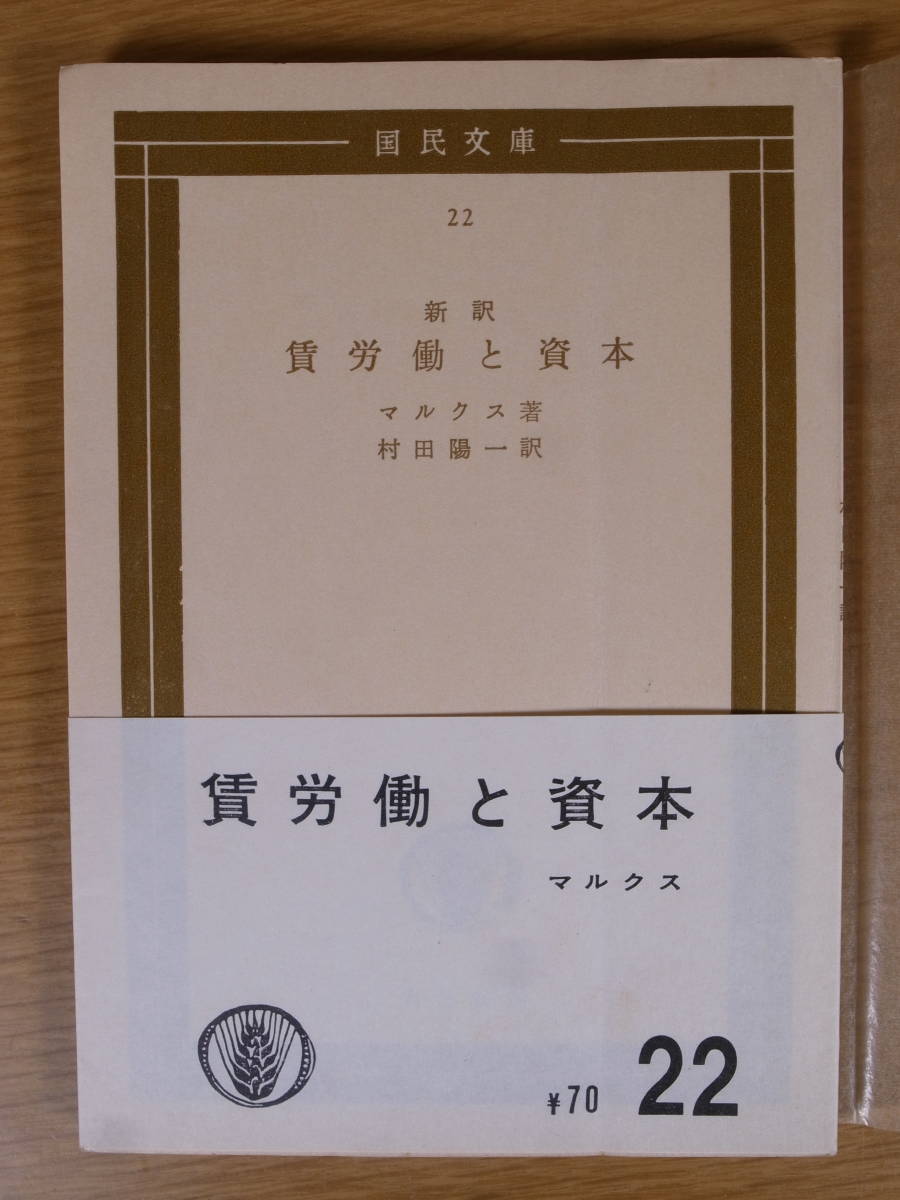 国民文庫
22
新訳
賃労働と資本
マルクス著
村田陽一訳
賃労働と資本
マルクス
¥70
22